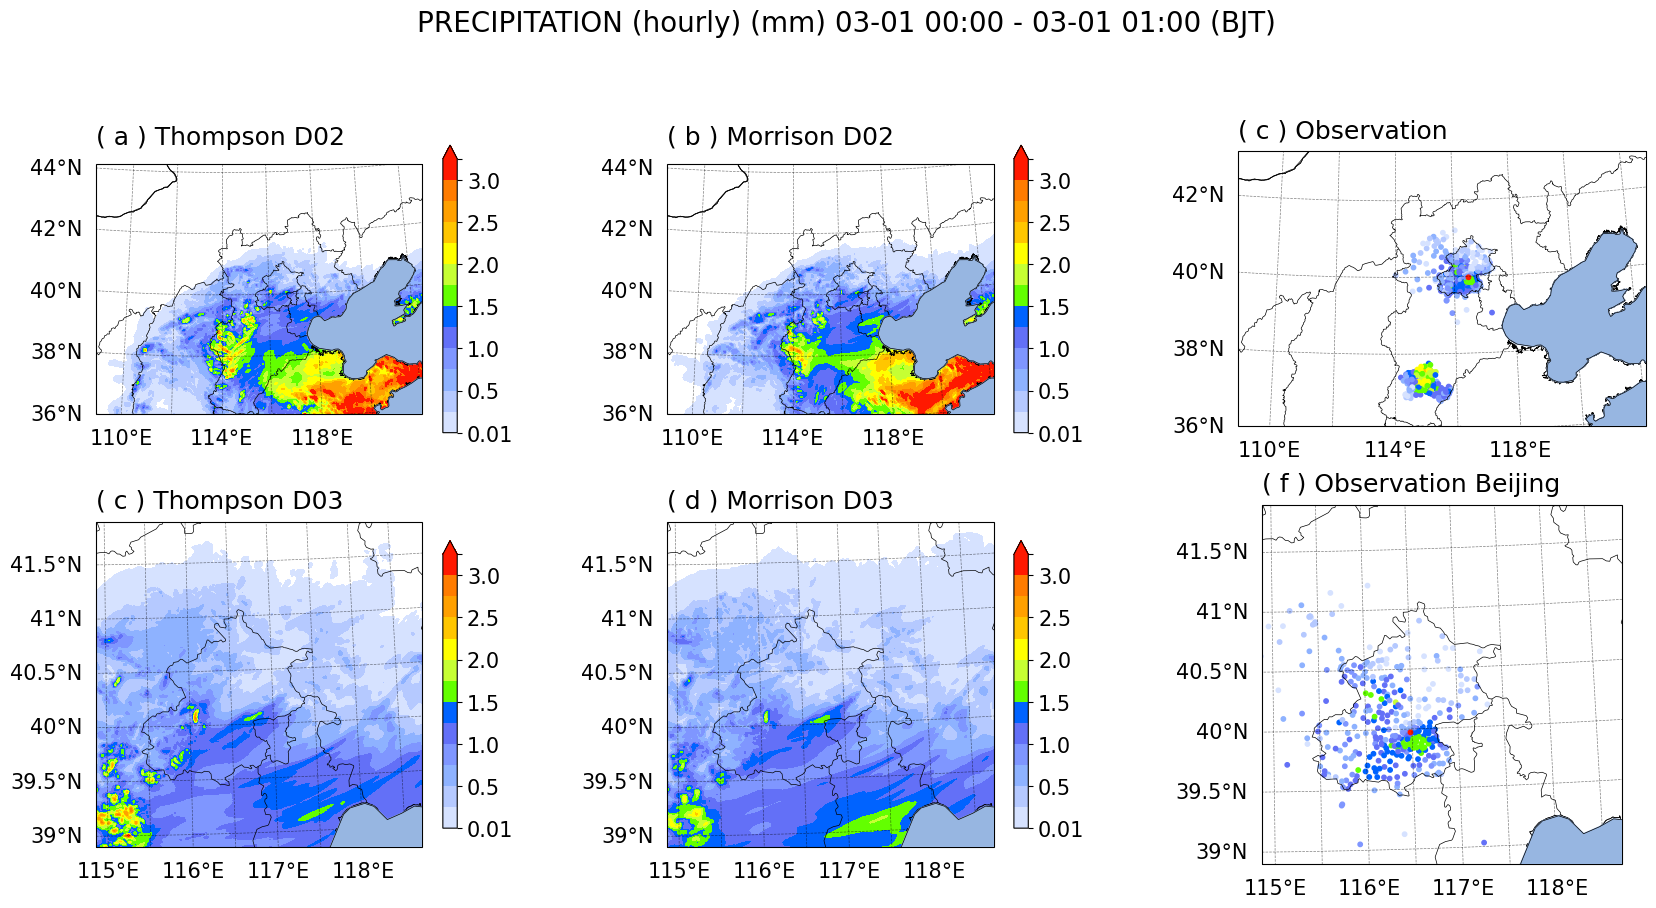 PRECIPITATION (hourly) (mm) 03-01 00:00 - 03-01 01:00 (BJT)
( a ) Thompson D02
44°N
42°N
40°N
38°N
36°N
110°E 114°E 118°E
3.0
2.5
2.0
1.5
1.0
0.5
0.01
( b ) Morrison D02
44°N
42°N
40°N
38°N
36°N
110°E 114°E 118°E
3.0
2.5
2.0
1.5
1.0
0.5
0.01
( c ) Observation
42°N
40°N
38°N
36°N
110°E 114°E 118°E
( c ) Thompson D03
41.5°N
41°N
40.5°N
40°N
39.5°N
39°N
115°E 116°E 117°E 118°E
3.0
2.5
2.0
1.5
1.0
0.5
0.01
( d ) Morrison D03
41.5°N
41°N
40.5°N
40°N
39.5°N
39°N
115°E 116°E 117°E 118°E
3.0
2.5
2.0
1.5
1.0
0.5
0.01
( f ) Observation Beijing
41.5°N
41°N
40.5°N
40°N
39.5°N
39°N
115°E 116°E 117°E 118°E